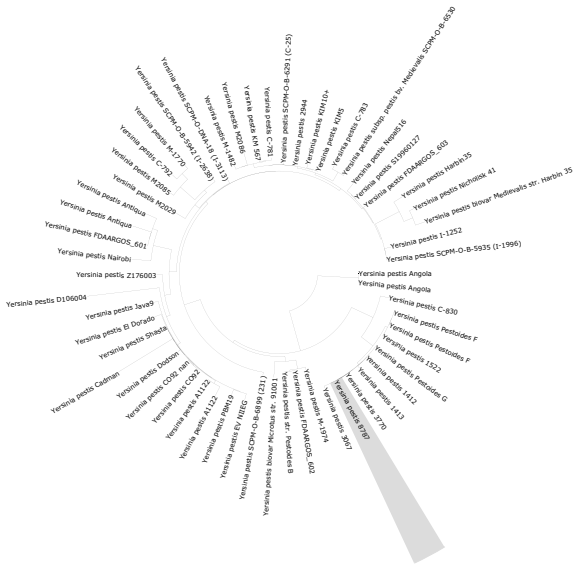 Yersinia pestis SCPM-O-B-6291 (C-25)
Yersinia pestis 2944
Yersinia pestis KIM10+
Yersinia pestis KIM5
Yersinia pestis C-783
Yersinia pestis subsp. pestis bv. Medievalis SCPM-O-B-6530
Yersinia pestis Nepal516
Yersinia pestis S19960127
Yersinia pestis FDAARGOS_603
Yersinia pestis Harbin35
Yersinia pestis Nicholisk 41
Yersinia pestis biovar Medievalis str. Harbin 35
Yersinia pestis I-1252
Yersinia pestis SCPM-O-B-5935 (I-1996)
Yersinia pestis Angola
Yersinia pestis Angola
Yersinia pestis C-830
Yersinia pestis Pestoides F
Yersinia pestis Pestoides F
Yersinia pestis 1522
Yersinia pestis Pestoides G
Yersinia pestis 1412
Yersinia pestis 1413
Yersinia pestis 3770
Yersinia pestis 8787
Yersinia pestis 3067
Yersinia pestis M-1974
Yersinia pestis FDAARGOS_602
Yersinia pestis str. Pestoides B
Yersinia pestis biovar Microtus str. 91001
Yersinia pestis SCPM-O-B-6899 (231)
Yersinia pestis EV NIIEG
Yersinia pestis PBM19
Yersinia pestis A1122
Yersinia pestis A1122
Yersinia pestis CO92
Yersinia pestis CO92_nan
Yersinia pestis Dodson
Yersinia pestis Cadman
Yersinia pestis Shasta
Yersinia pestis El Dorado
Yersinia pestis Java9
Yersinia pestis D106004
Yersinia pestis Z176003
Yersinia pestis Nairobi
Yersinia pestis FDAARGOS_601
Yersinia pestis Antiqua
Yersinia pestis Antiqua
Yersinia pestis M2029
Yersinia pestis M2085
Yersinia pestis C-792
Yersinia pestis M-1770
Yersinia pestis SCPM-O-B-5942 (I-2638)
Yersinia pestis SCPM-O-DNA-18 (I-3113)
Yersinia pestis M-1482
Yersinia pestis M2086
Yersinia pestis KM 567
Yersinia pestis C-781